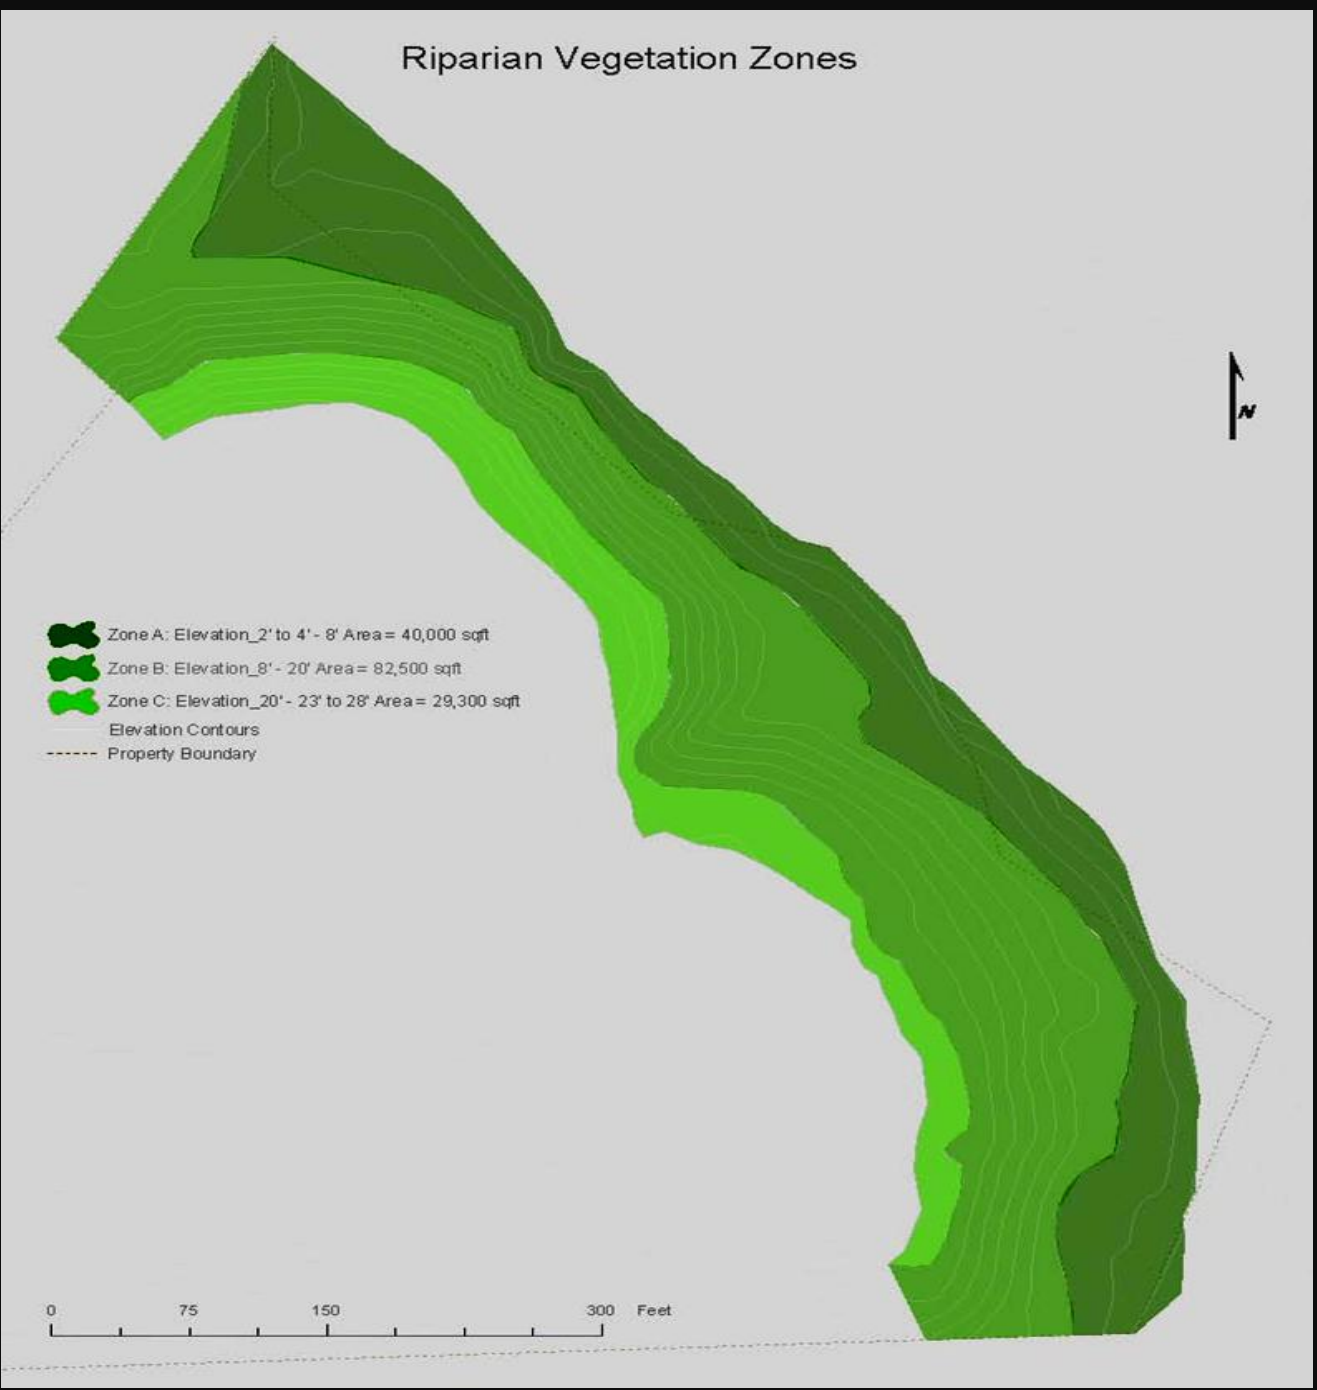 Riparian Vegetation Zones
N
Zone A: Elevation_2' to 4' - 8' Area = 40,000 sqft
Zone B: Elevation_8' - 20' Area = 82,500 sqft
Zone C: Elevation_20' - 23' to 28' Area = 29,300 sqft
Elevation Contours
Property Boundary
0 75 150 300 Feet